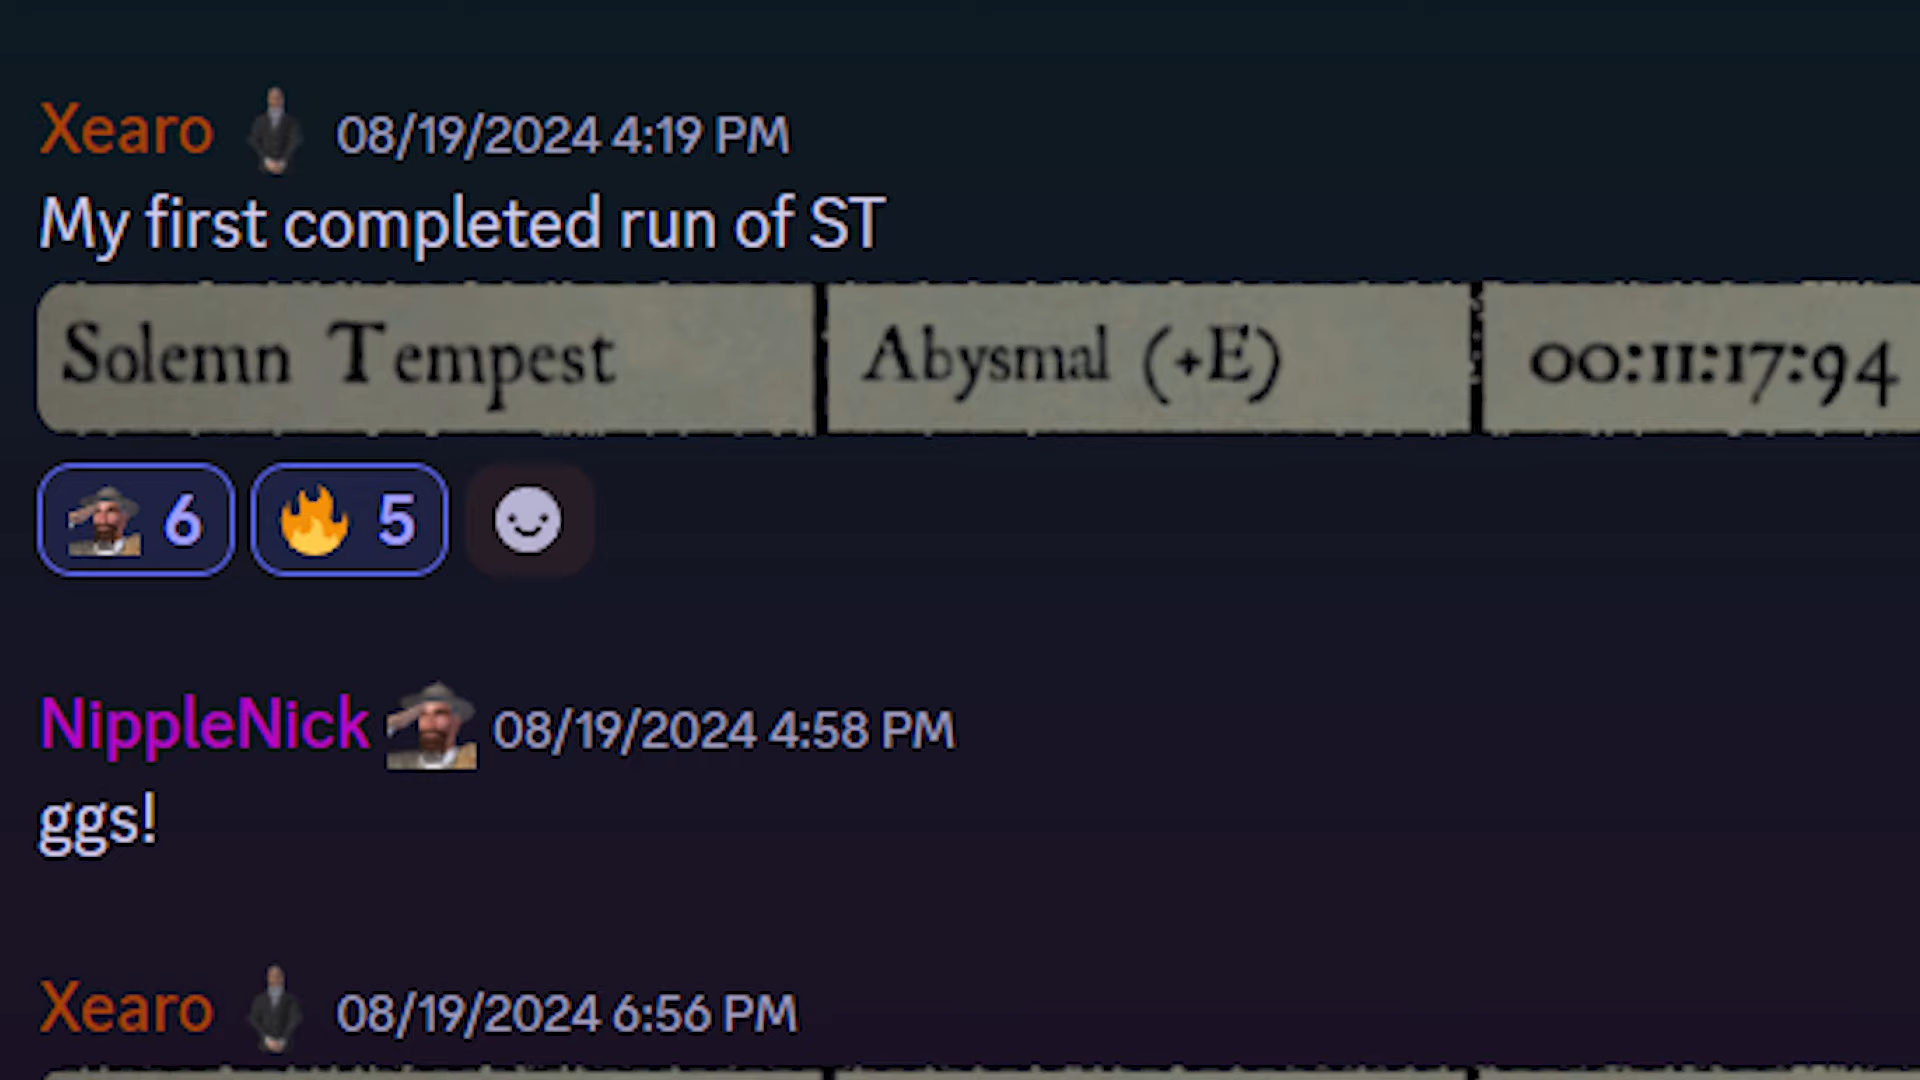 Xearo 08/19/2024 4:19 PM
My first completed run of ST
Solemn Tempest Abysmal (+E) 00:11:17:94
6 5
NippleNick 08/19/2024 4:58 PM
ggs!
Xearo 08/19/2024 6:56 PM